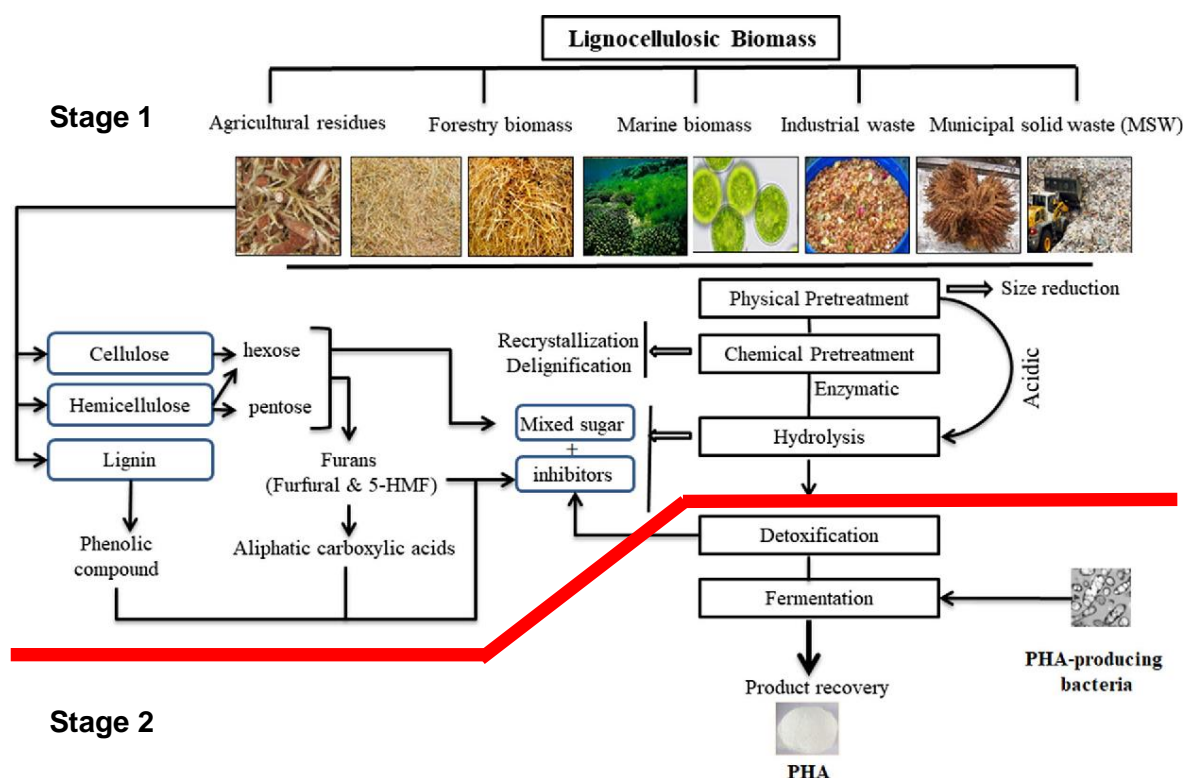 Lignocellulosic Biomass
Stage 1
Agricultural residues
Forestry biomass
Marine biomass
Industrial waste
Municipal solid waste (MSW)
Physical Pretreatment
Size reduction
Recrystallization
Delignification
Chemical Pretreatment
Enzymatic
Acidic
Cellulose
hexose
Hemicellulose
pentose
Lignin
Mixed sugar
+
inhibitors
Hydrolysis
Furans
(Furfural & 5-HMF)
Phenolic
compound
Aliphatic carboxylic acids
Detoxification
Fermentation
PHA-producing
bacteria
Product recovery
Stage 2
PHA